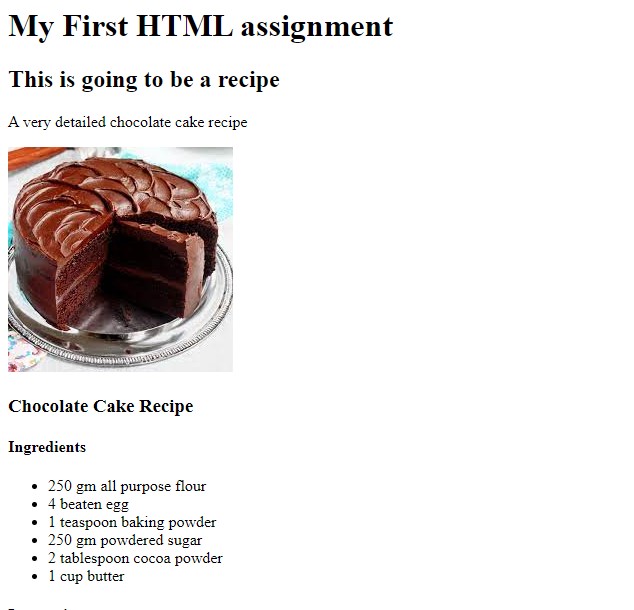 My First HTML assignment
This is going to be a recipe
A very detailed chocolate cake recipe
Chocolate Cake Recipe
Ingredients
250 gm all purpose flour
4 beaten egg
1 teaspoon baking powder
250 gm powdered sugar
2 tablespoon cocoa powder
1 cup butter